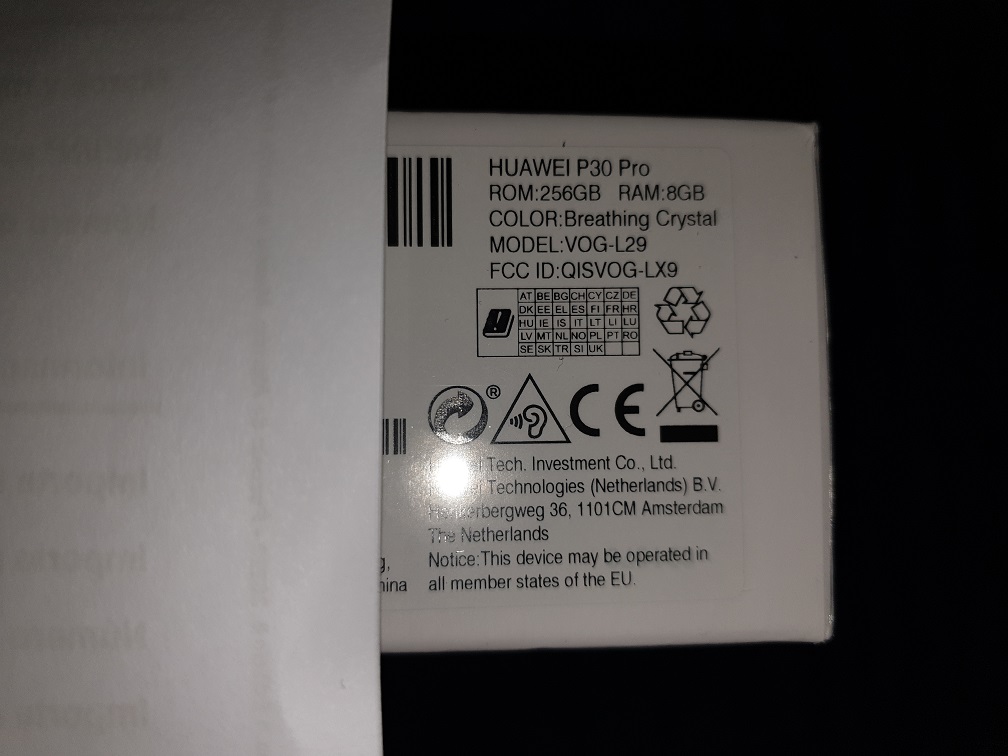 HUAWEI P30 Pro
ROM:256GB RAM:8GB
COLOR:Breathing Crystal
MODEL:VOG-L29
FCC ID:QISVOG-LX9
AT BE BG CH CY CZ DE
DK EE EL ES FI FR HR
HU IE IS IT LT LI LU
LV MT NL NO PL PT RO
SE SK TR SI UK
®
CE
Tech. Investment Co., Ltd.
Technologies (Netherlands) B.V.
36, 1101CM Amsterdam
The Netherlands
Notice:This device may be operated in
all member states of the EU.